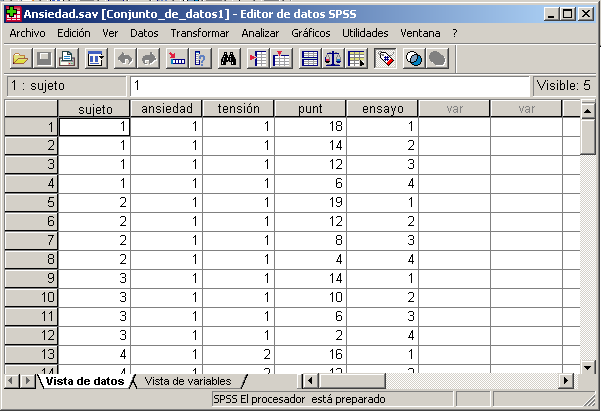 Ansiedad.sav [Conjunto_de_datos1] - Editor de datos SPSS
Archivo Edición Ver Datos Transformar Analizar Gráficos Utilidades Ventana ?
1 : sujeto 1 Visible: 5
sujeto ansiedad tensión punt ensayo var var
1 1 1 1 18 1
2 1 1 1 14 2
3 1 1 1 12 3
4 1 1 1 6 4
5 2 1 1 19 1
6 2 1 1 12 2
7 2 1 1 8 3
8 2 1 1 4 4
9 3 1 1 14 1
10 3 1 1 10 2
11 3 1 1 6 3
12 3 1 1 2 4
13 4 1 2 16 1
14 4 1 2 12 2
Vista de datos Vista de variables
SPSS El procesador está preparado